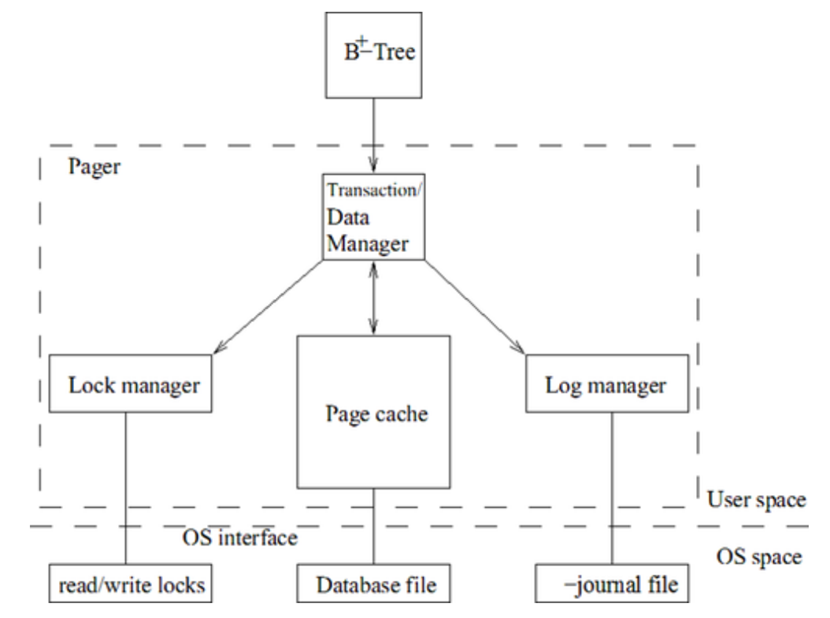 B+-Tree
Pager
Transaction/
Data
Manager
Lock manager
Page cache
Log manager
User space
OS interface
OS space
read/write locks
Database file
–journal file